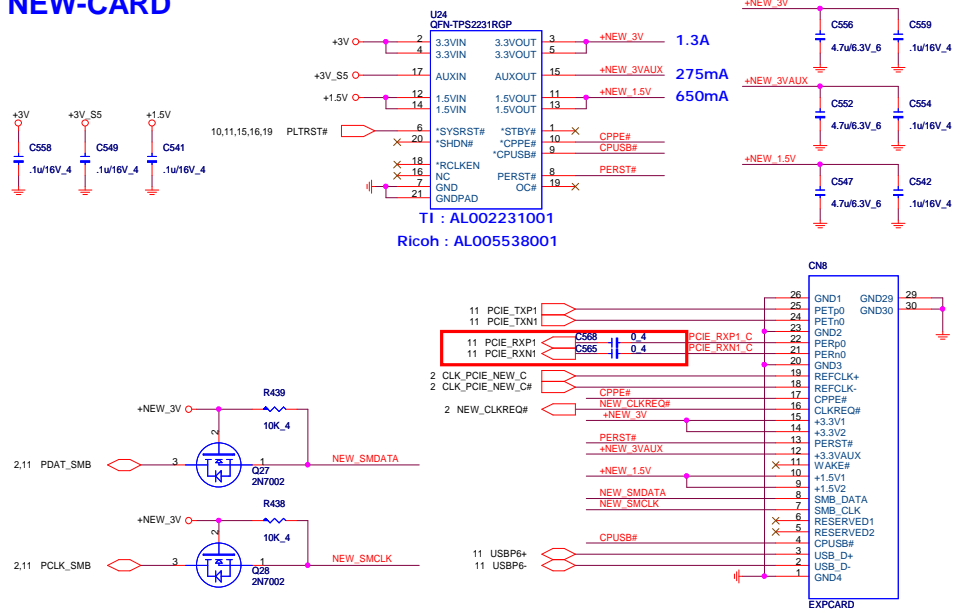 NEW-CARD
U24
QFN-TPS2231RGP
+3V
2 3.3VIN 3.3VOUT 3 +NEW_3V 1.3A
4 3.3VIN 3.3VOUT 5
+3V_S5 17 AUXIN AUXOUT 15 +NEW_3VAUX 275mA
+1.5V 12 1.5VIN 1.5VOUT 11 +NEW_1.5V 650mA
14 1.5VIN 1.5VOUT 13
10,11,15,16,19 PLTRST# 6 *SYSRST# *STBY# 1
20 *SHDN# *CPPE# 10 CPPE#
*CPUSB# 9 CPUSB#
18 *RCLKEN
16 NC PERST# 8 PERST#
7 GND OC# 19
21 GNDPAD
TI : AL002231001
Ricoh : AL005538001
+3V +3V_S5 +1.5V
C558 C549 C541
.1u/16V_4 .1u/16V_4 .1u/16V_4
+NEW_3V
C556 C559
4.7u/6.3V_6 .1u/16V_4
+NEW_3VAUX
C552 C554
4.7u/6.3V_6 .1u/16V_4
+NEW_1.5V
C547 C542
4.7u/6.3V_6 .1u/16V_4
CN8
26 GND1 GND29 29
11 PCIE_TXP1 25 PETp0 GND30 30
11 PCIE_TXN1 24 PETn0
23 GND2
11 PCIE_RXP1 C568 0_4 PCIE_RXP1_C 22 PERp0
11 PCIE_RXN1 C565 0_4 PCIE_RXN1_C 21 PERn0
20 GND3
2 CLK_PCIE_NEW_C 19 REFCLK+
2 CLK_PCIE_NEW_C# 18 REFCLK-
CPPE# 17 CPPE#
2 NEW_CLKREQ# NEW_CLKREQ# 16 CLKREQ#
+NEW_3V 15 +3.3V1
14 +3.3V2
PERST# 13 PERST#
+NEW_3VAUX 12 +3.3VAUX
11 WAKE#
+NEW_1.5V 10 +1.5V1
9 +1.5V2
NEW_SMDATA 8 SMB_DATA
NEW_SMCLK 7 SMB_CLK
6 RESERVED1
5 RESERVED2
CPUSB# 4 CPUSB#
11 USBP6+ 3 USB_D+
11 USBP6- 2 USB_D-
1 GND4
EXPCARD
R439
+NEW_3V
10K_4
2
2,11 PDAT_SMB 3 1 NEW_SMDATA
Q27
2N7002
R438
+NEW_3V
10K_4
2
2,11 PCLK_SMB 3 1 NEW_SMCLK
Q28
2N7002